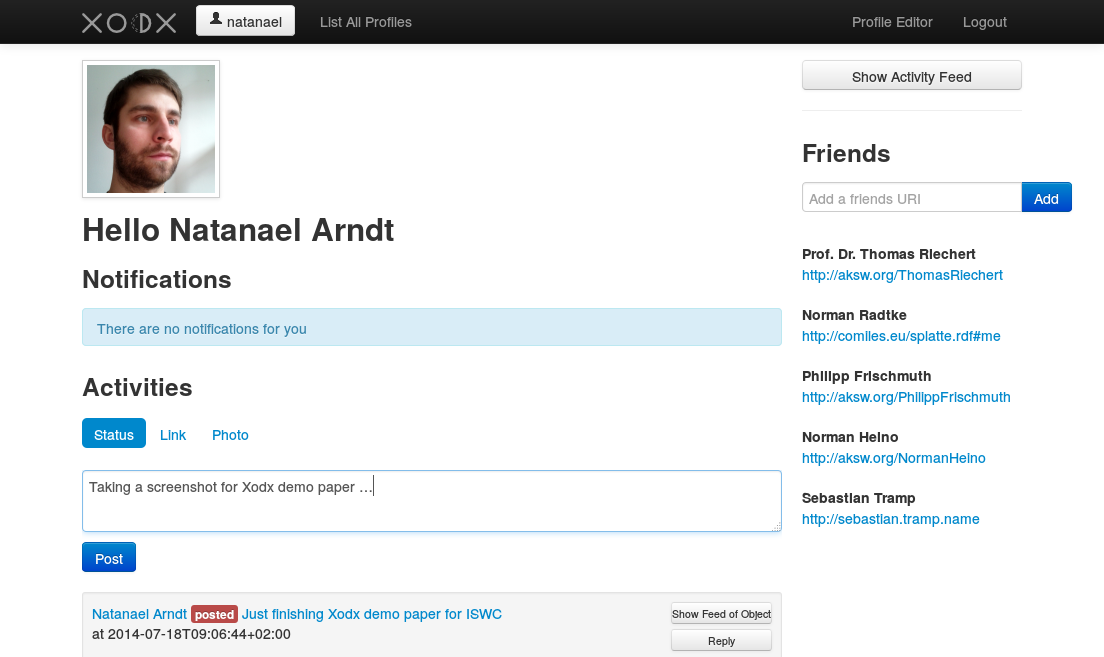 XODX natanael List All Profiles Profile Editor Logout
Show Activity Feed
Hello Natanael Arndt
Notifications
There are no notifications for you
Activities
Status Link Photo
Taking a screenshot for Xodx demo paper ...
Post
Natanael Arndt posted Just finishing Xodx demo paper for ISWC
at 2014-07-18T09:06:44+02:00
Show Feed of Object
Reply
Friends
Add a friends URI Add
Prof. Dr. Thomas Riechert
http://aksw.org/ThomasRiechert
Norman Radtke
http://comiles.eu/splatte.rdf#me
Philipp Frischmuth
http://aksw.org/PhilippFrischmuth
Norman Heino
http://aksw.org/NormanHeino
Sebastian Tramp
http://sebastian.tramp.name